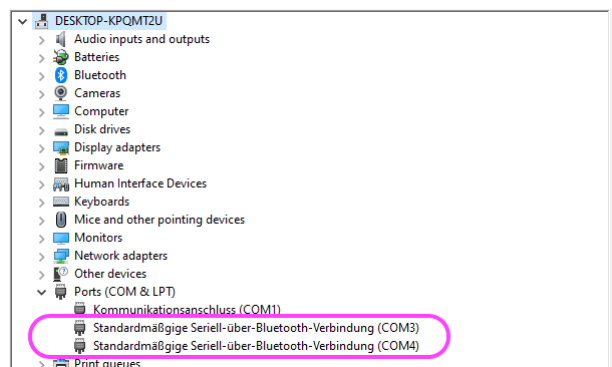 DESKTOP-KPQMT2U
Audio inputs and outputs
Batteries
Bluetooth
Cameras
Computer
Disk drives
Display adapters
Firmware
Human Interface Devices
Keyboards
Mice and other pointing devices
Monitors
Network adapters
Other devices
Ports (COM & LPT)
Kommunikationsanschluss (COM1)
Standardmäßgige Seriell-über-Bluetooth-Verbindung (COM3)
Standardmäßgige Seriell-über-Bluetooth-Verbindung (COM4)
Print queues